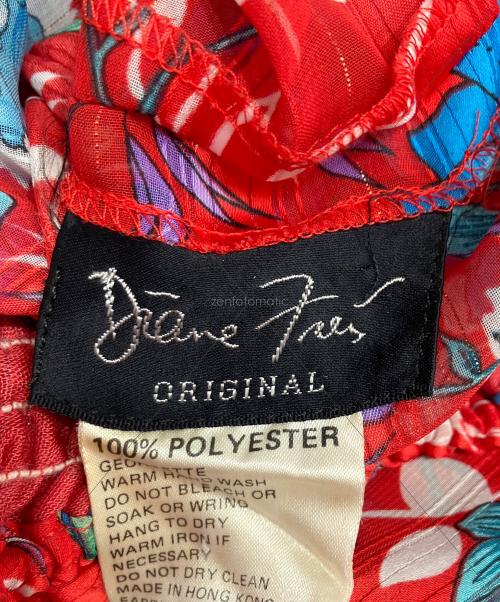 Diane Freis
ORIGINAL
zenfotomatic
100% POLYESTER
WARM
WASH
DO NOT BLEACH OR
SOAK OR WRING
HANG TO DRY
WARM IRON IF
NECESSARY
DO NOT DRY CLEAN
MADE IN HONG KONG